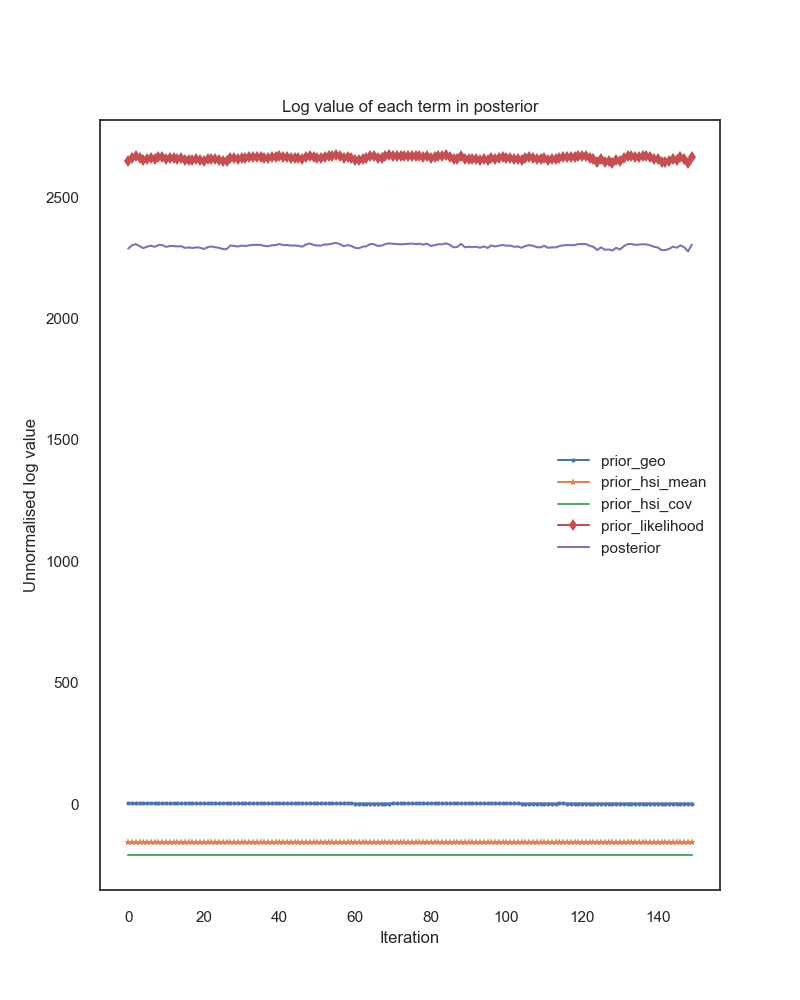 Log value of each term in posterior
Unnormalised log value
2500
2000
1500
1000
500
0
prior_geo
prior_hsi_mean
prior_hsi_cov
prior_likelihood
posterior
0 20 40 60 80 100 120 140
Iteration